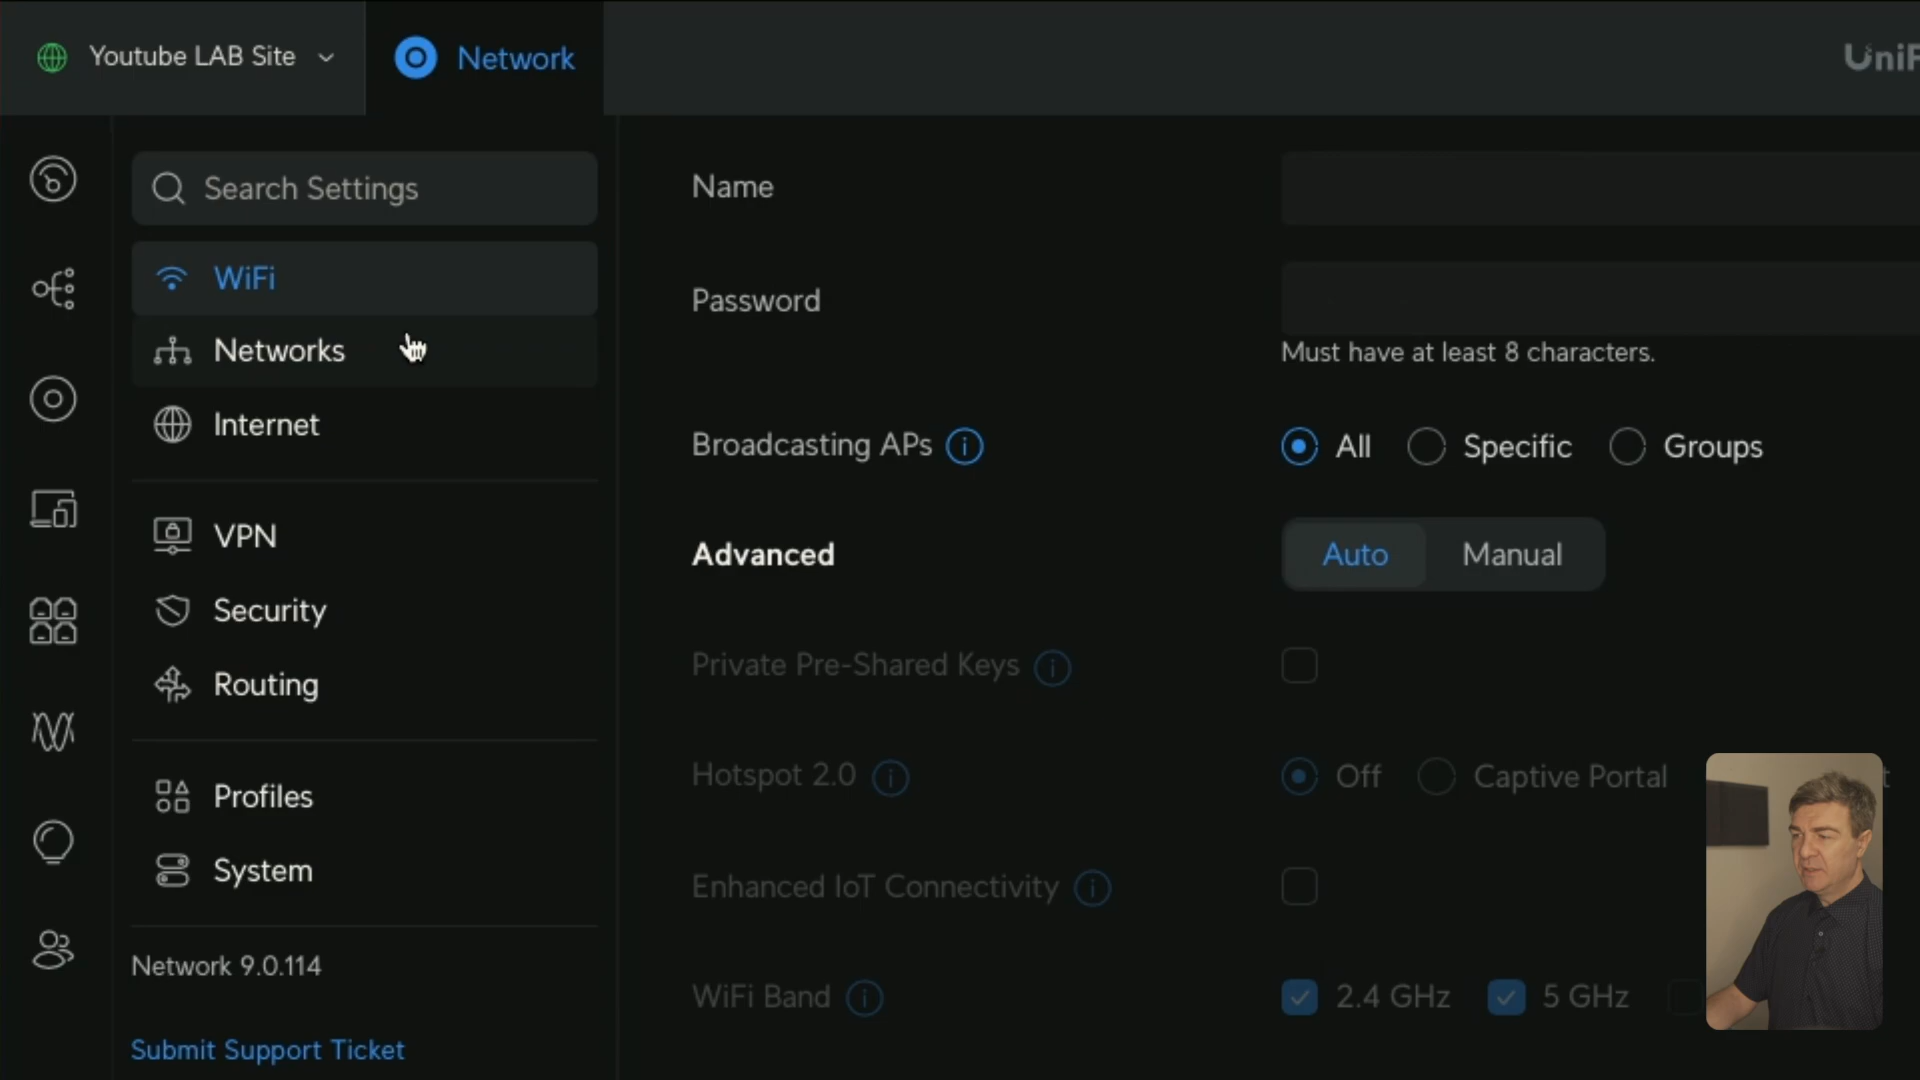 Youtube LAB Site
Network
Search Settings
WiFi
Networks
Internet
VPN
Security
Routing
Profiles
System
Network 9.0.114
Submit Support Ticket
Name
Password
Must have at least 8 characters.
Broadcasting APs
All Specific Groups
Advanced
Auto Manual
Private Pre-Shared Keys
Hotspot 2.0
Off Captive Portal
Enhanced IoT Connectivity
WiFi Band
2.4 GHz 5 GHz